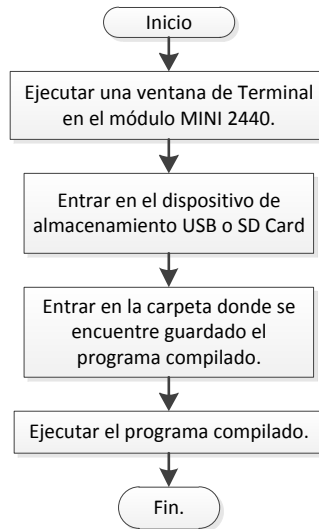 Inicio
Ejecutar una ventana de Terminal
en el módulo MINI 2440.
Entrar en el dispositivo de
almacenamiento USB o SD Card
Entrar en la carpeta donde se
encuentre guardado el
programa compilado.
Ejecutar el programa compilado.
Fin.